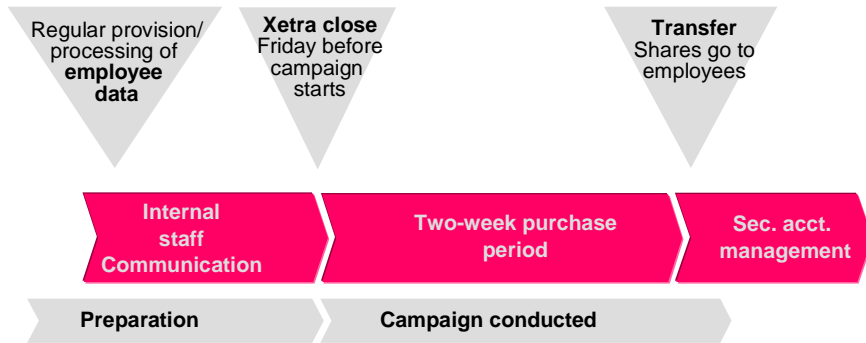 Regular provision/
processing of
employee
data
Xetra close
Friday before
campaign
starts
Transfer
Shares go to
employees
Internal
staff
Communication
Two-week purchase
period
Sec. acct.
management
Preparation
Campaign conducted